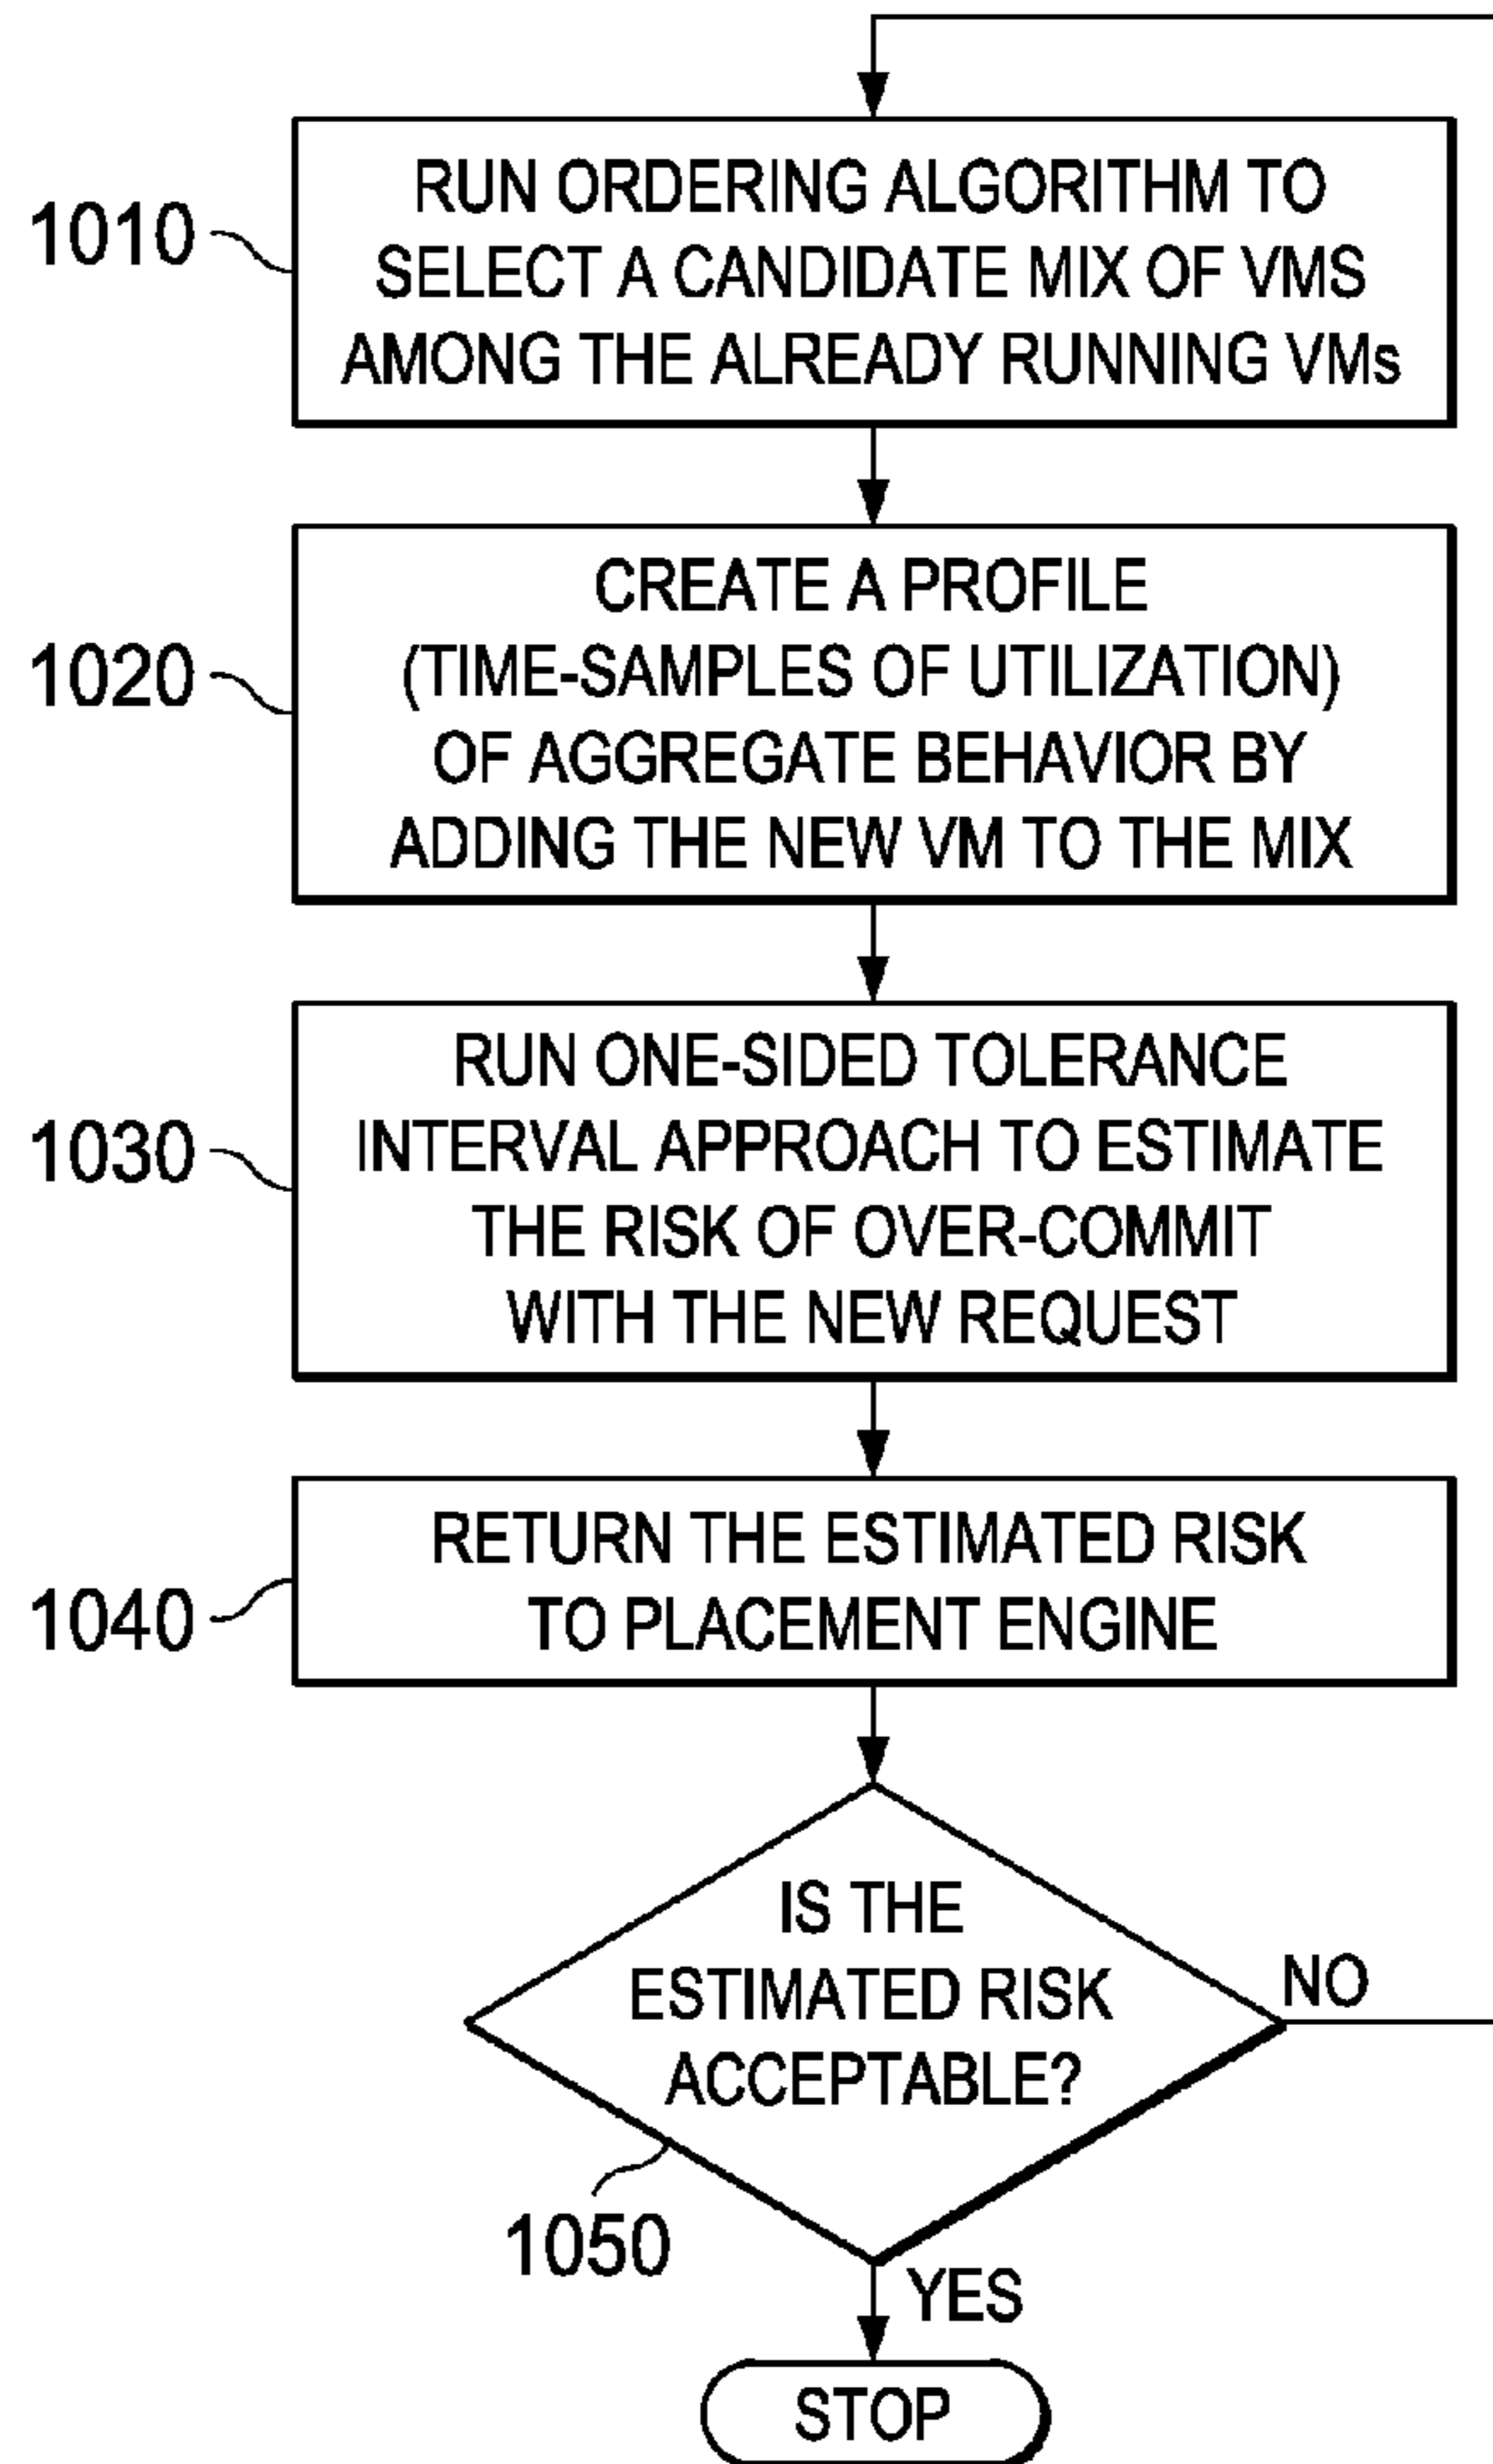 RUN ORDERING ALGORITHM TO
SELECT A CANDIDATE MIX OF VMS
AMONG THE ALREADY RUNNING VMs
1010
CREATE A PROFILE
(TIME-SAMPLES OF UTILIZATION)
OF AGGREGATE BEHAVIOR BY
ADDING THE NEW VM TO THE MIX
1020
RUN ONE-SIDED TOLERANCE
INTERVAL APPROACH TO ESTIMATE
THE RISK OF OVER-COMMIT
WITH THE NEW REQUEST
1030
RETURN THE ESTIMATED RISK
TO PLACEMENT ENGINE
1040
IS THE
ESTIMATED RISK
ACCEPTABLE?
NO
1050
YES
STOP